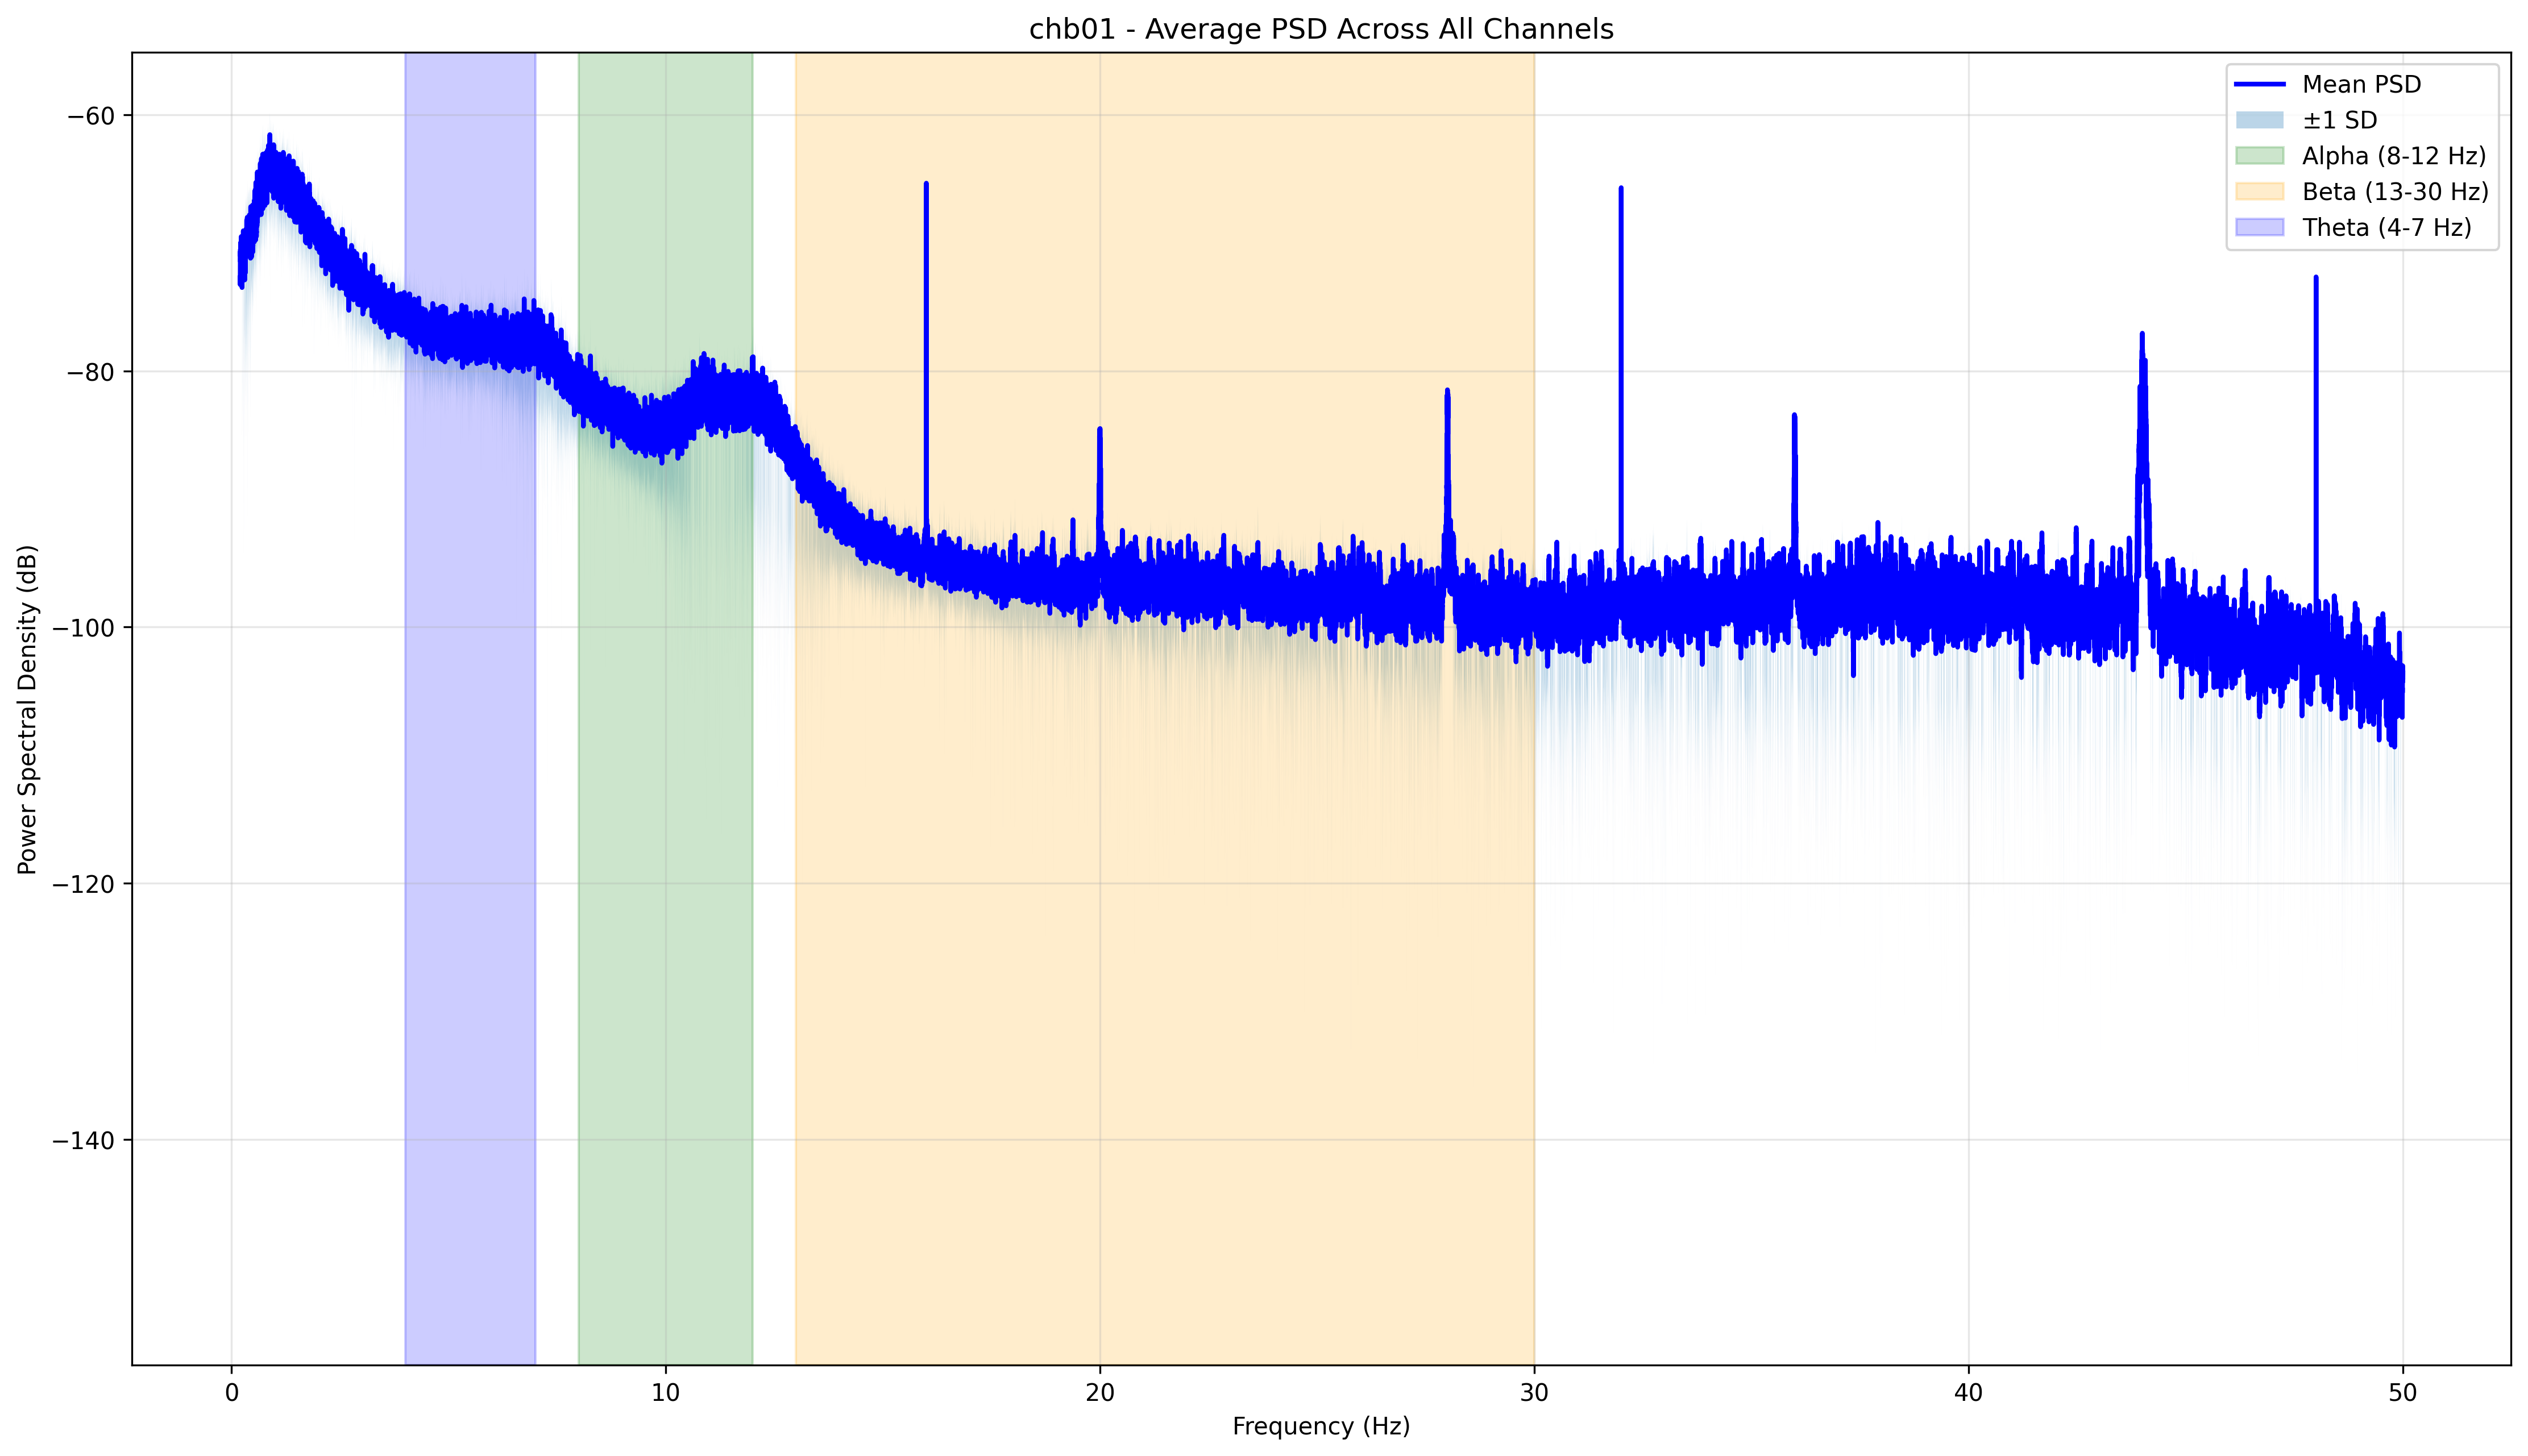 chb01 - Average PSD Across All Channels
Mean PSD
±1 SD
Alpha (8-12 Hz)
Beta (13-30 Hz)
Theta (4-7 Hz)
Power Spectral Density (dB)
−60
−80
−100
−120
−140
0 10 20 30 40 50
Frequency (Hz)